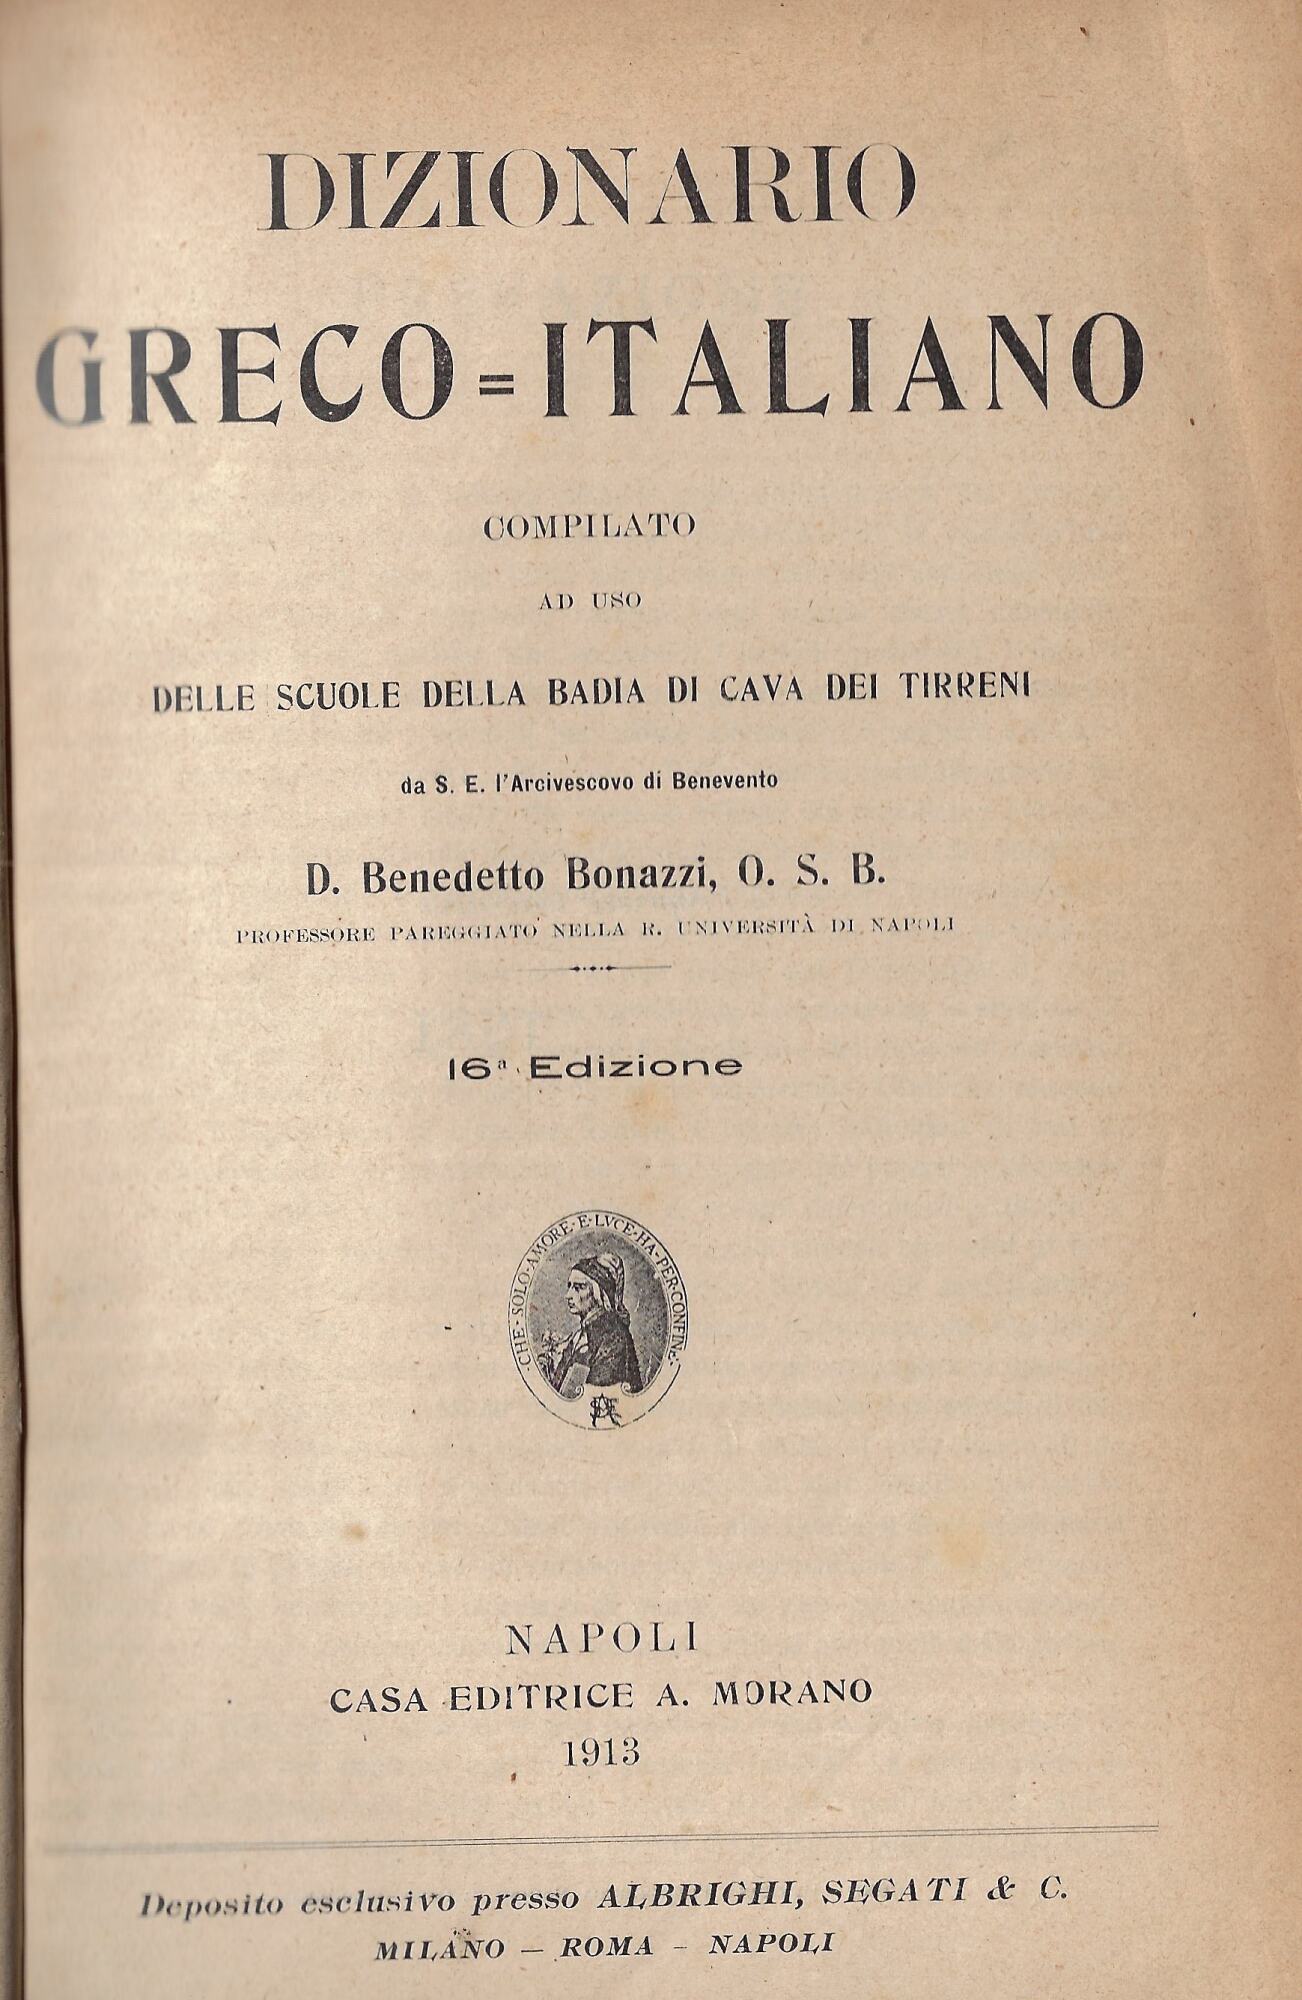 DIZIONARIO
GRECO=ITALIANO
COMPILATO
AD USO
DELLE SCUOLE DELLA BADIA DI CAVA DEI TIRRENI
da S. E. l'Arcivescovo di Benevento
D. Benedetto Bonazzi, O. S. B.
PROFESSORE PAREGGIATO NELLA R. UNIVERSITÀ DI NAPOLI
16ª Edizione
·CHE·SOLO·AMORE·E·LVCE·HA·PER·CONFINE·
NAPOLI
CASA EDITRICE A. MORANO
1913
Deposito esclusivo presso ALBRIGHI, SEGATI & C.
MILANO — ROMA - NAPOLI